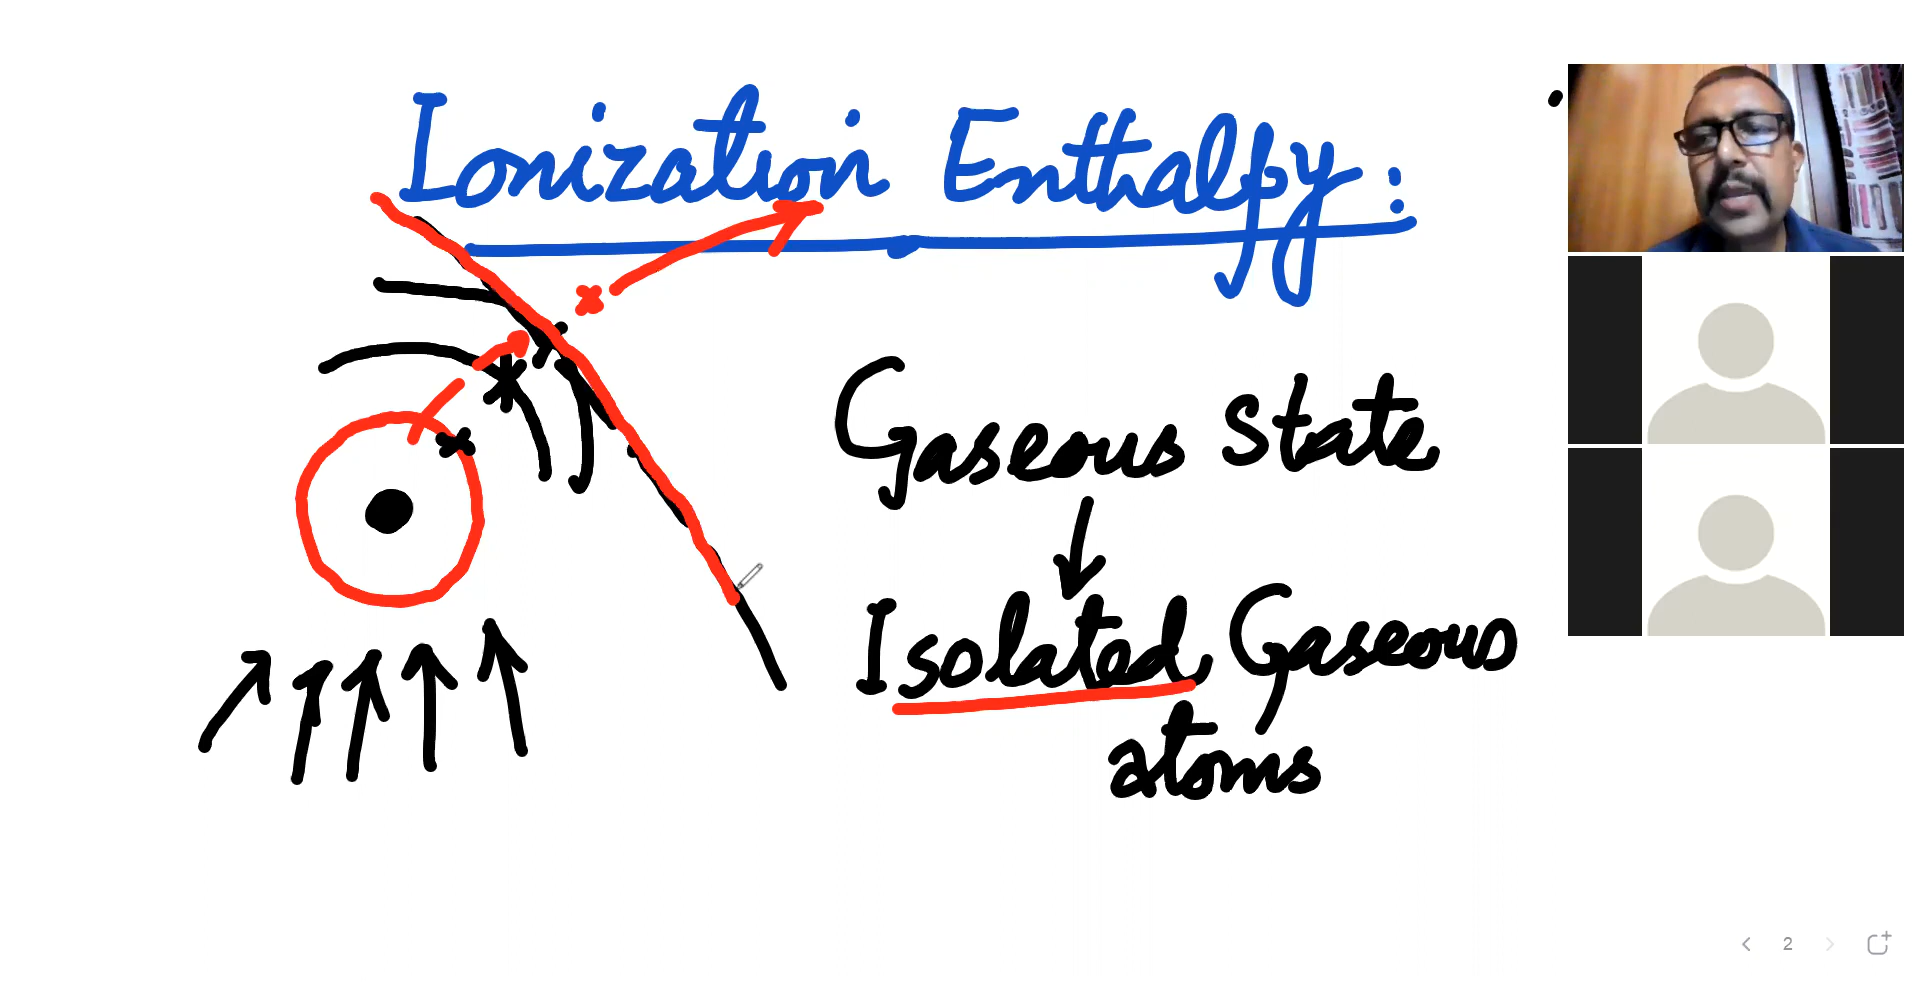 Ionization Enthalpy:
Gaseous State
Isolated Gaseous
atoms
2